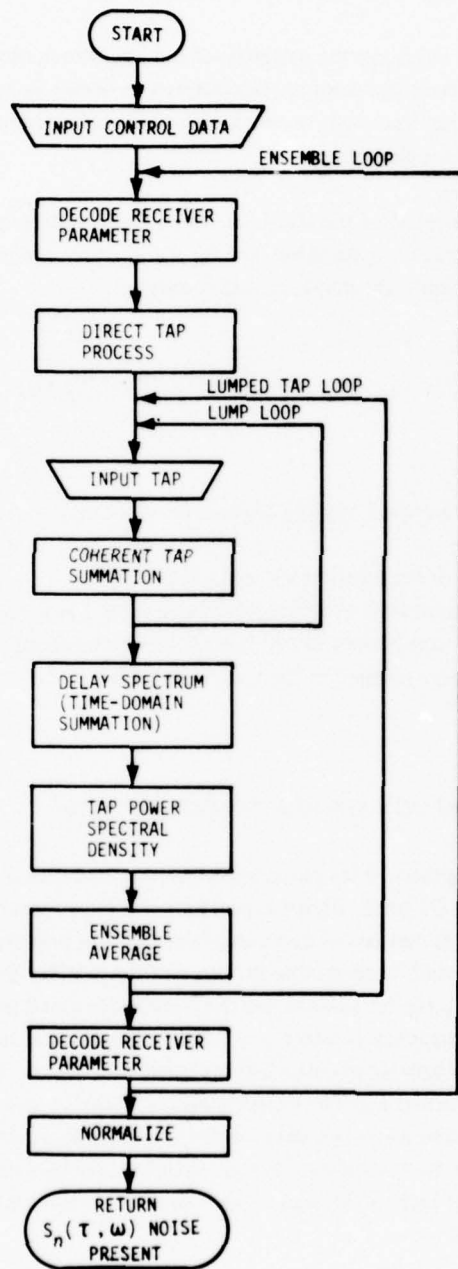 START
INPUT CONTROL DATA
ENSEMBLE LOOP
DECODE RECEIVER
PARAMETER
DIRECT TAP
PROCESS
LUMPED TAP LOOP
LUMP LOOP
INPUT TAP
COHERENT TAP
SUMMATION
DELAY SPECTRUM
(TIME-DOMAIN
SUMMATION)
TAP POWER
SPECTRAL
DENSITY
ENSEMBLE
AVERAGE
DECODE RECEIVER
PARAMETER
NORMALIZE
RETURN
Sn(τ,ω) NOISE
PRESENT